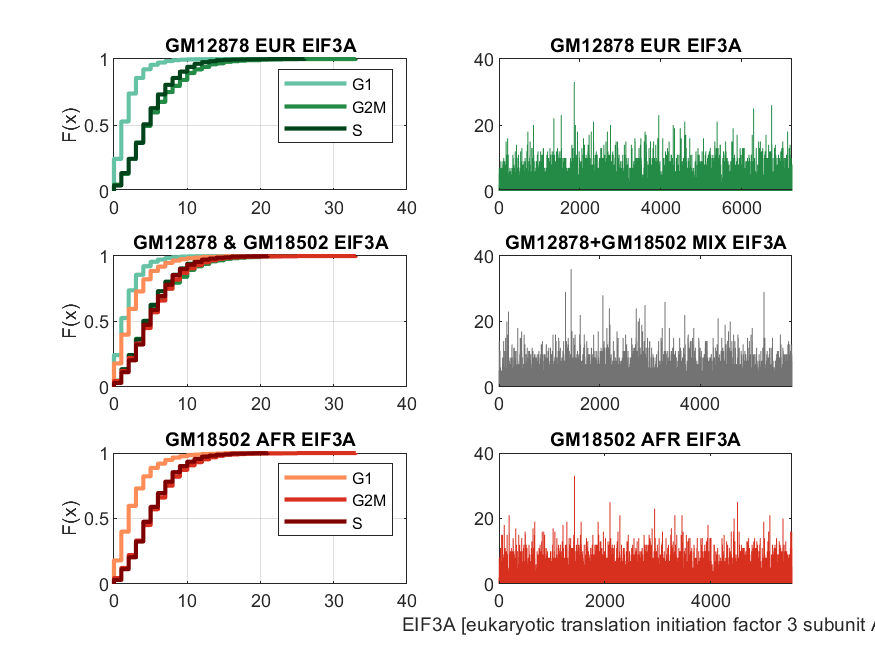 GM12878 EUR EIF3A
F(x)
1
0.5
0
0 10 20 30 40
G1
G2M
S
GM12878 EUR EIF3A
40
20
0
2000 4000 6000
GM12878 & GM18502 EIF3A
F(x)
1
0.5
0
0 10 20 30 40
GM12878+GM18502 MIX EIF3A
40
20
0
0 2000 4000
GM18502 AFR EIF3A
F(x)
1
0.5
0
0 10 20 30 40
G1
G2M
S
GM18502 AFR EIF3A
40
20
0
0 2000 4000
EIF3A [eukaryotic translation initiation factor 3 subunit A